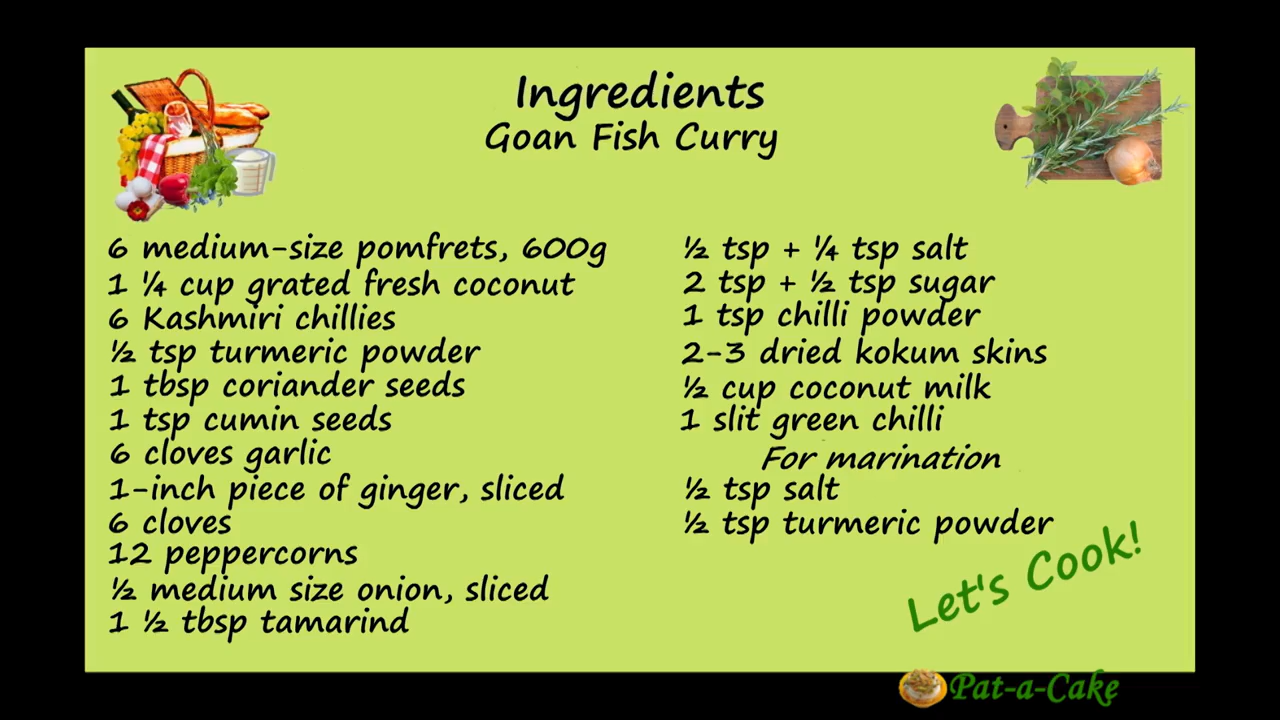 Ingredients
Goan Fish Curry
6 medium-size pomfrets, 600g
1 ¼ cup grated fresh coconut
6 Kashmiri chillies
½ tsp turmeric powder
1 tbsp coriander seeds
1 tsp cumin seeds
6 cloves garlic
1-inch piece of ginger, sliced
6 cloves
12 peppercorns
½ medium size onion, sliced
1 ½ tbsp tamarind
½ tsp + ¼ tsp salt
2 tsp + ½ tsp sugar
1 tsp chilli powder
2-3 dried kokum skins
½ cup coconut milk
1 slit green chilli
For marination
½ tsp salt
½ tsp turmeric powder
Let's Cook!
Pat-a-Cake